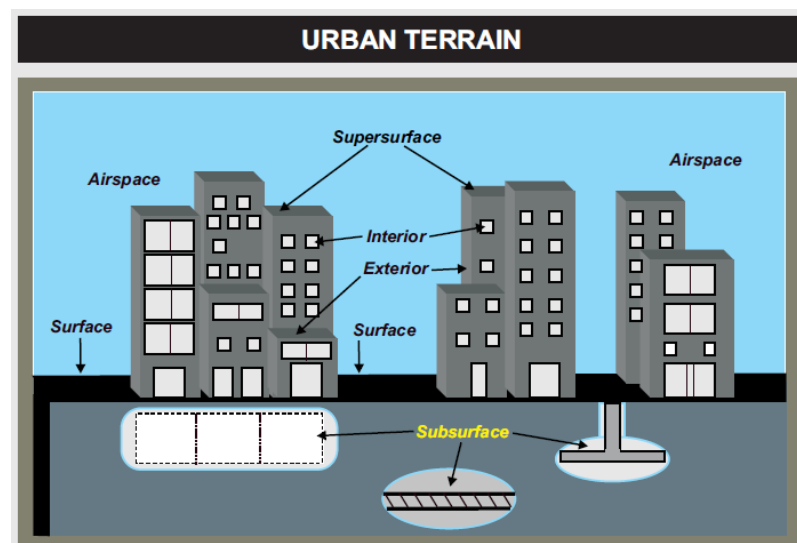 URBAN TERRAIN
Supersurface
Airspace
Airspace
Interior
Exterior
Surface
Surface
Subsurface